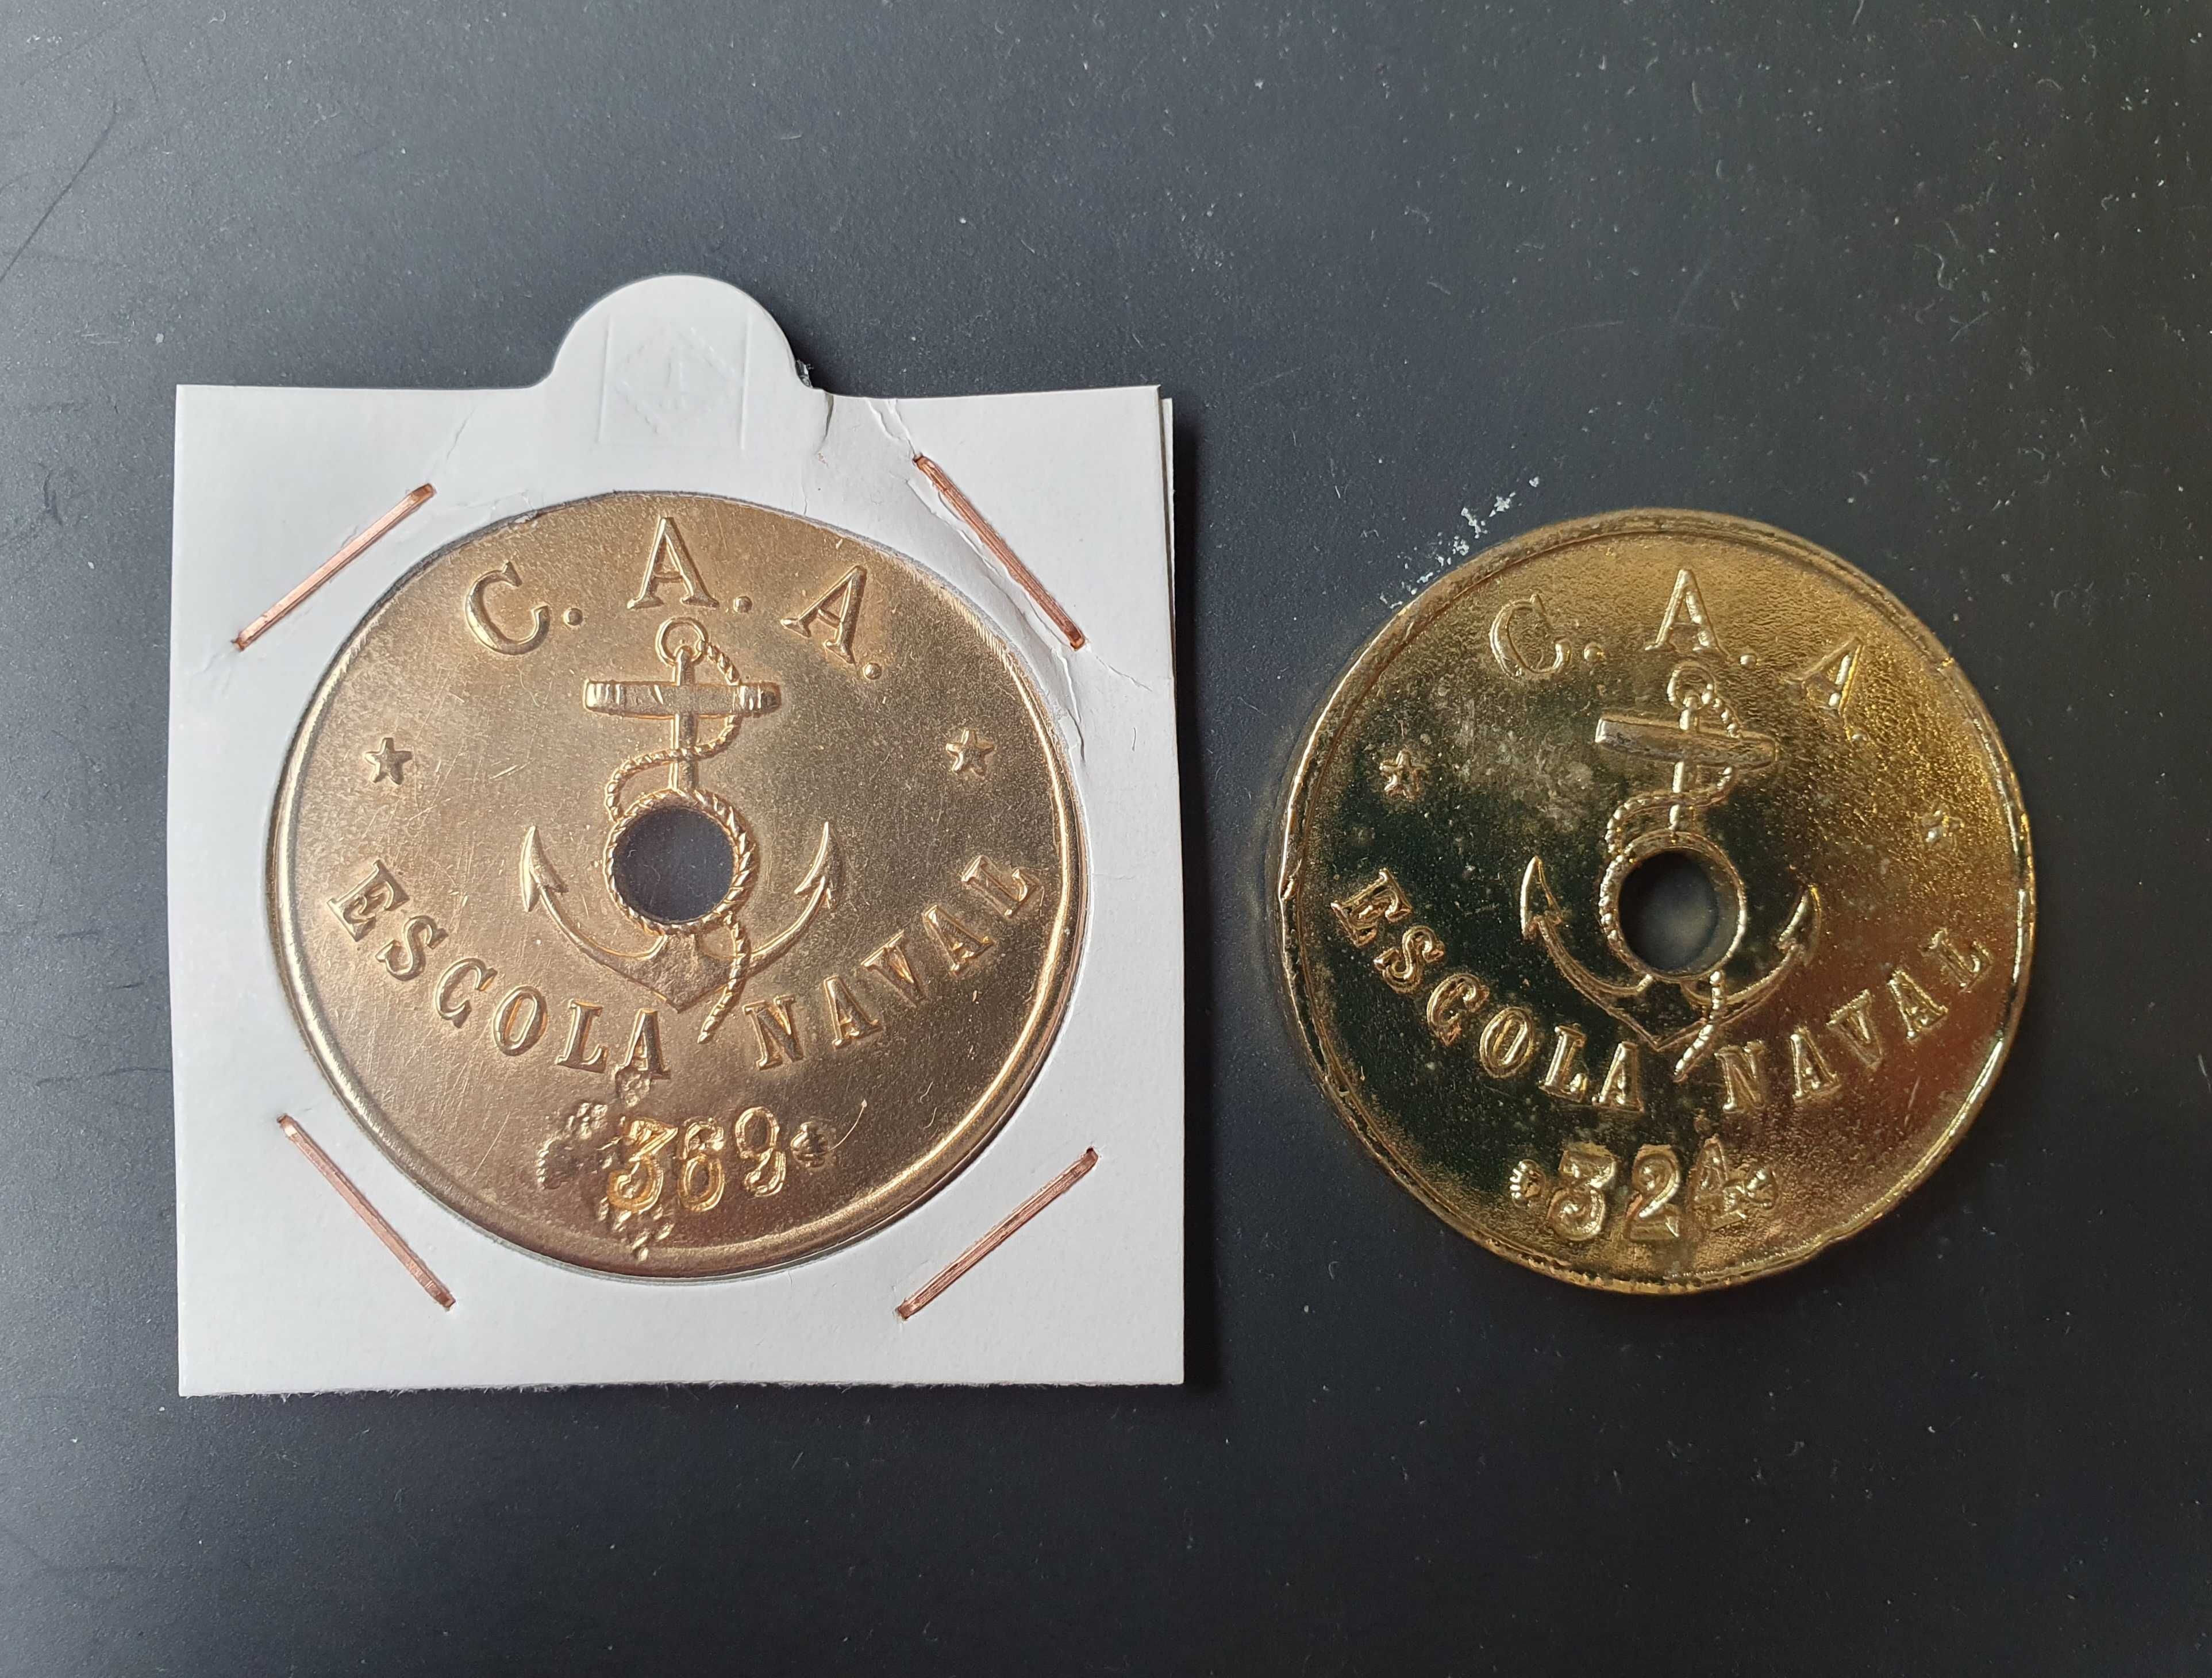 C. A. A.
ESCOLA NAVAL
369
C. A. A.
ESCOLA NAVAL
324